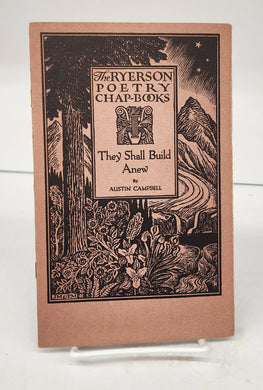 The RYERSON
POETRY
CHAP-BOOKS
They Shall Build
Anew
BY
AUSTIN CAMPBELL